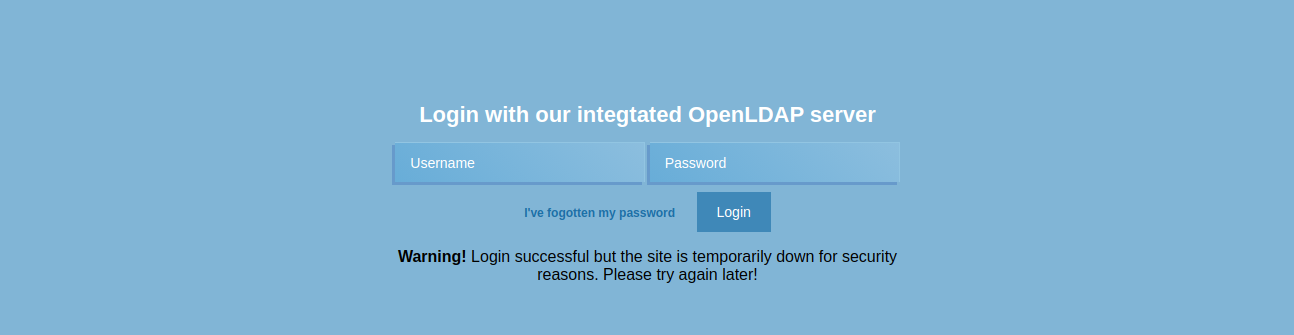 Login with our integtated OpenLDAP server
Username
Password
I've fogotten my password
Login
Warning! Login successful but the site is temporarily down for security
reasons. Please try again later!